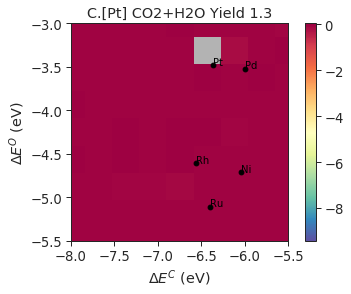 C.[Pt] CO2+H2O Yield 1.3
−3.0
−3.5
−4.0
−4.5
−5.0
−5.5
ΔE^O (eV)
Pt
Pd
Rh
Ni
Ru
−8.0 −7.5 −7.0 −6.5 −6.0 −5.5
ΔE^C (eV)
0
−2
−4
−6
−8